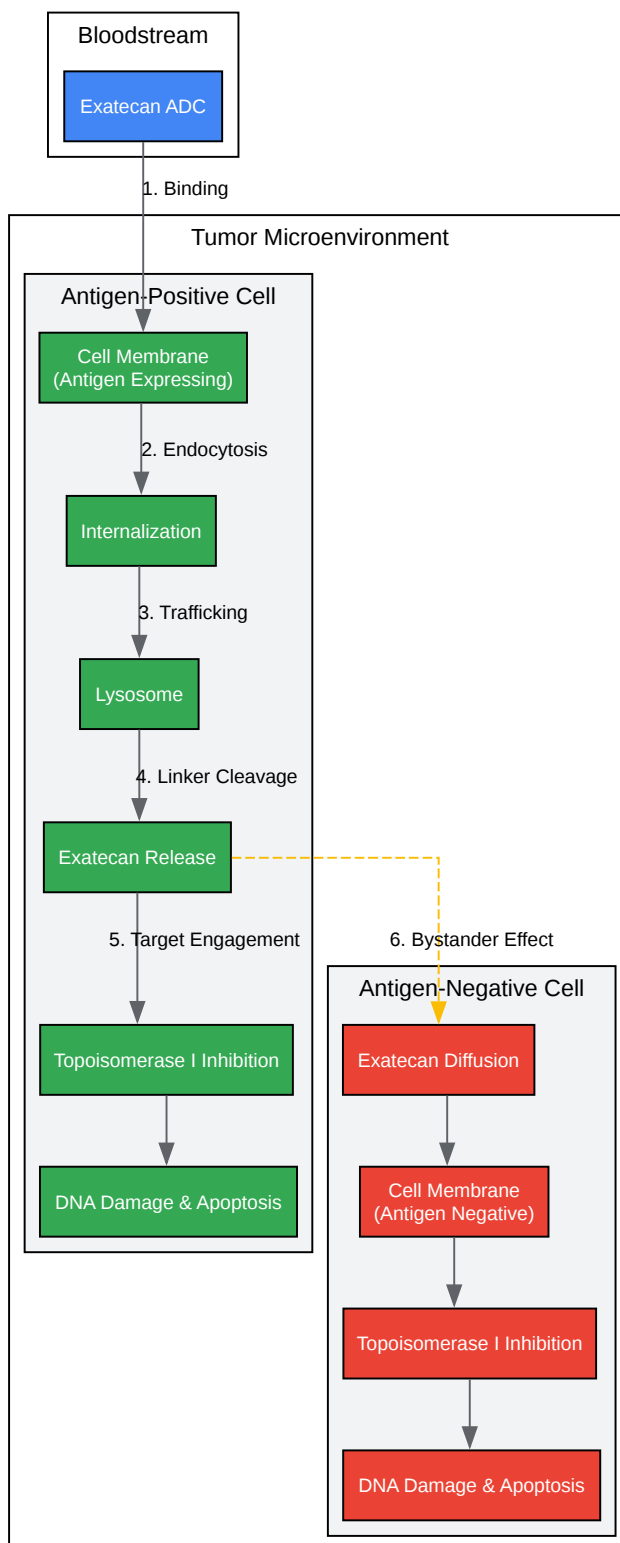 Bloodstream
Exatecan ADC
1. Binding
Tumor Microenvironment
Antigen-Positive Cell
Cell Membrane
(Antigen Expressing)
2. Endocytosis
Internalization
3. Trafficking
Lysosome
4. Linker Cleavage
Exatecan Release
5. Target Engagement
6. Bystander Effect
Antigen-Negative Cell
Topoisomerase I Inhibition
Exatecan Diffusion
DNA Damage & Apoptosis
Cell Membrane
(Antigen Negative)
Topoisomerase I Inhibition
DNA Damage & Apoptosis